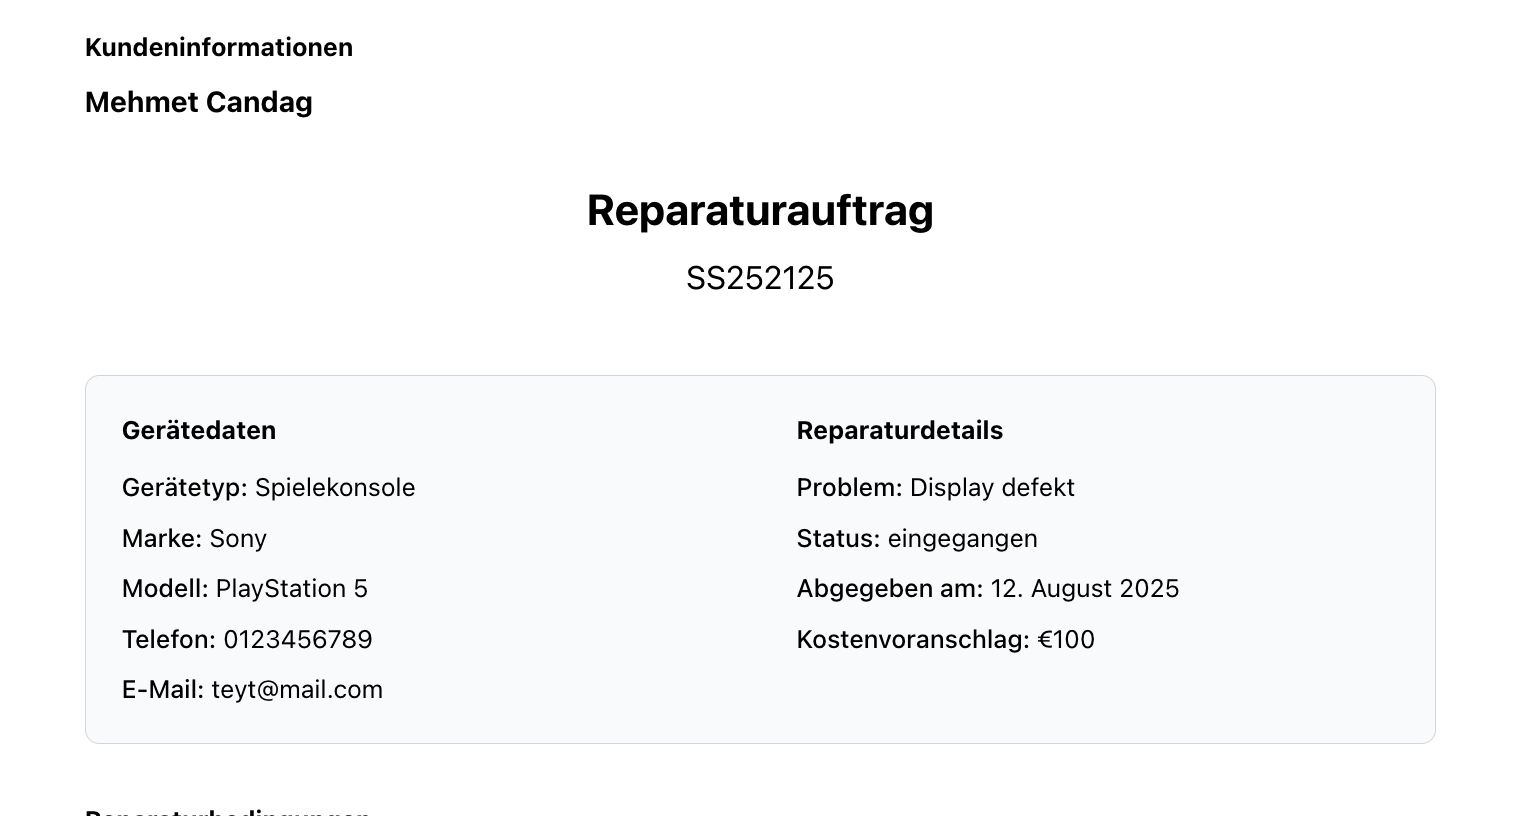 Kundeninformationen
Mehmet Candag
Reparaturauftrag
SS252125
Gerätedaten
Gerätetyp: Spielekonsole
Marke: Sony
Modell: PlayStation 5
Telefon: 0123456789
E-Mail: teyt@mail.com
Reparaturdetails
Problem: Display defekt
Status: eingegangen
Abgegeben am: 12. August 2025
Kostenvoranschlag: €100
Reparaturbedingungen